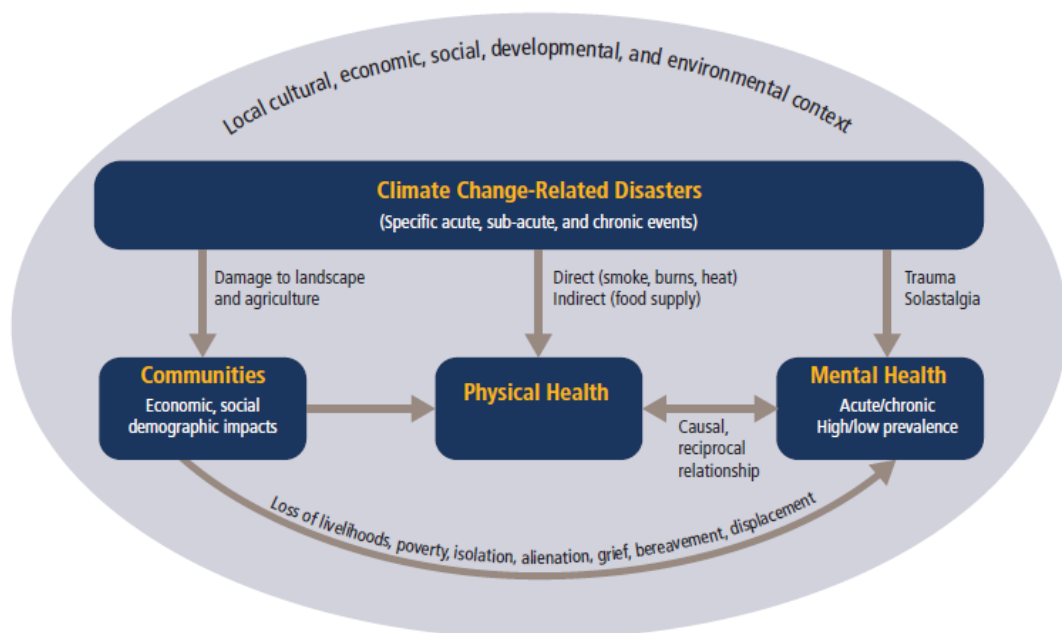 Local cultural, economic, social, developmental, and environmental context
Climate Change-Related Disasters
(Specific acute, sub-acute, and chronic events)
Damage to landscape
and agriculture
Direct (smoke, burns, heat)
Indirect (food supply)
Trauma
Solastalgia
Communities
Economic, social
demographic impacts
Physical Health
Mental Health
Acute/chronic
High/low prevalence
Causal,
reciprocal
relationship
Loss of livelihoods, poverty, isolation, alienation, grief, bereavement, displacement